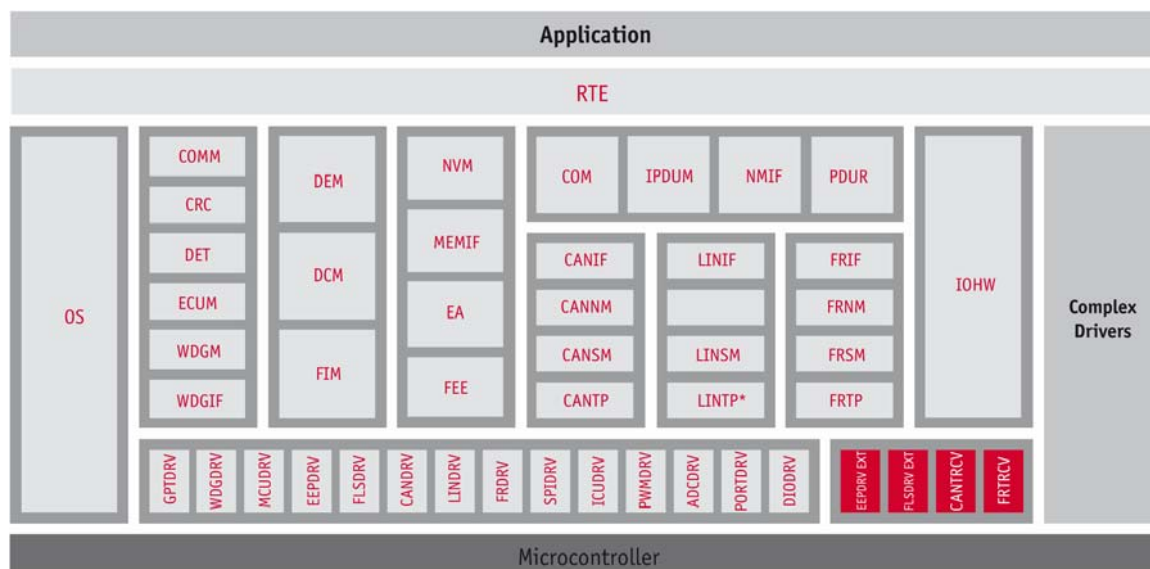 Application
RTE
OS
COMM
CRC
DET
ECUM
WDGM
WDGIF
DEM
DCM
FIM
NVM
MEMIF
EA
FEE
COM
IPDUM
NMIF
PDUR
CANIF
CANNM
CANSM
CANTP
LINIF
LINSM
LINTP*
FRIF
FRNM
FRSM
FRTP
IOHW
Complex
Drivers
GPTDRV
WDGDRV
MCUDRV
EEPDRV
FLSDRV
CANDRV
LINDRV
FRDRV
SPIDRV
ICUDRV
PWMDRV
ADCDRV
PORTDRV
DIODRV
EEPDRV EXT
FLSDRV EXT
CANTRCV
FRTRCV
Microcontroller